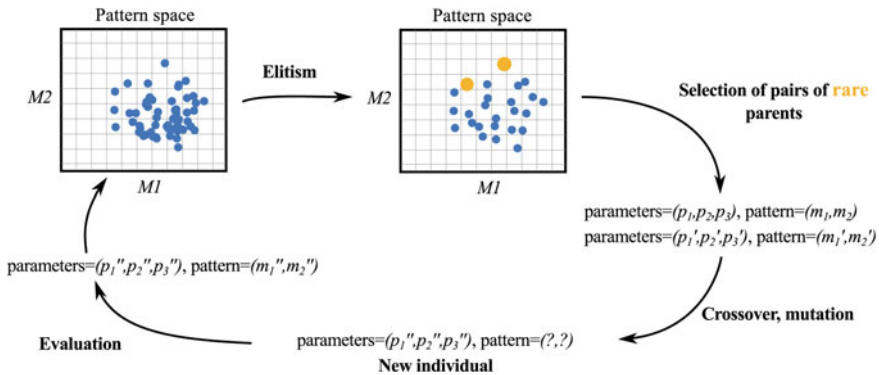 Pattern space
Pattern space
Elitism
M2
M2
Selection of pairs of rare
parents
M1
M1
parameters=(p₁,p₂,p₃), pattern=(m₁,m₂)
parameters=(p₁',p₂',p₃'), pattern=(m₁',m₂')
parameters=(p₁'',p₂'',p₃''), pattern=(m₁'',m₂'')
Crossover, mutation
Evaluation
parameters=(p₁'',p₂'',p₃''), pattern=(?,?)
New individual